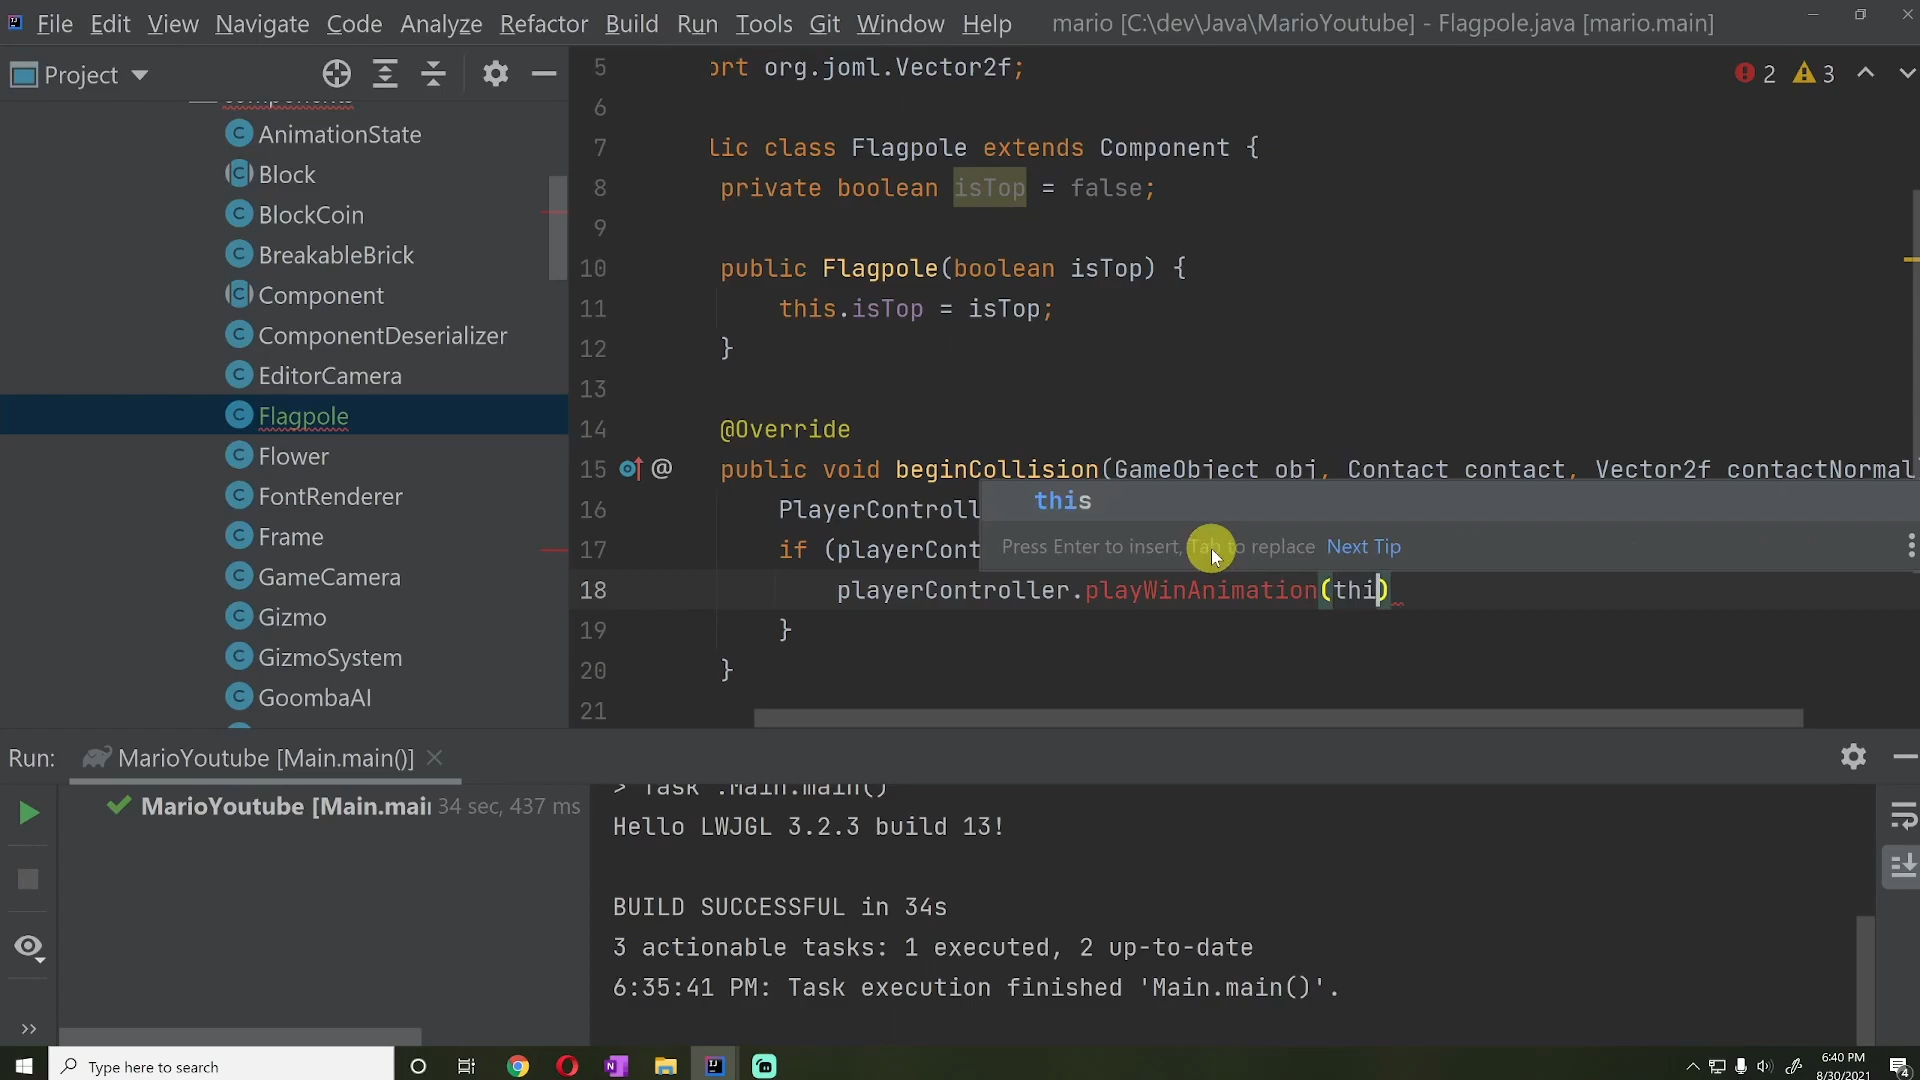 File Edit View Navigate Code Analyze Refactor Build Run Tools Git Window Help mario [C:\dev\Java\MarioYoutube] - Flagpole.java [mario.main]
Project
components
AnimationState
Block
BlockCoin
BreakableBrick
Component
ComponentDeserializer
EditorCamera
Flagpole
Flower
FontRenderer
Frame
GameCamera
Gizmo
GizmoSystem
GoombaAI
2 3
5 ort org.joml.Vector2f;
6
7 lic class Flagpole extends Component {
8 private boolean isTop = false;
9
10 public Flagpole(boolean isTop) {
11 this.isTop = isTop;
12 }
13
14 @Override
15 @ public void beginCollision(GameObject obj, Contact contact, Vector2f contactNormal
16 PlayerControll
17 if (playerCont
18 playerController.playWinAnimation(thi)
19 }
20 }
21
this
Press Enter to insert, Tab to replace Next Tip
Run: MarioYoutube [Main.main()]
MarioYoutube [Main.mai 34 sec, 437 ms
> Task :Main.main()
Hello LWJGL 3.2.3 build 13!
BUILD SUCCESSFUL in 34s
3 actionable tasks: 1 executed, 2 up-to-date
6:35:41 PM: Task execution finished 'Main.main()'.
Type here to search
6:40 PM
8/30/2021
4